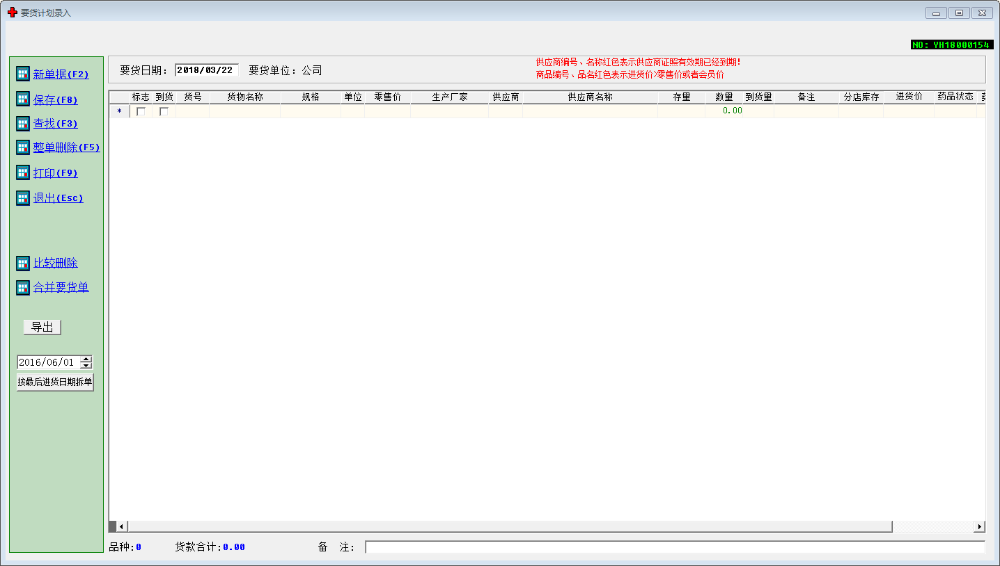 要货计划录入
NO: YH18000154
新单据(F2)
保存(F8)
查找(F3)
整单删除(F5)
打印(F9)
退出(Esc)
比较删除
合并要货单
导出
2016/06/01
按最后进货日期拆单
要货日期: 2018/03/22 要货单位: 公司
供应商编号、名称红色表示供应商证照有效期已经到期!
商品编号、品名红色表示进货价>零售价或者会员价
标志 到货 货号 货物名称 规格 单位 零售价 生产厂家 供应商 供应商名称 存量 数量 到货量 备注 分店库存 进货价 药品状态
* 0.00
品种:0 货款合计:0.00 备 注: